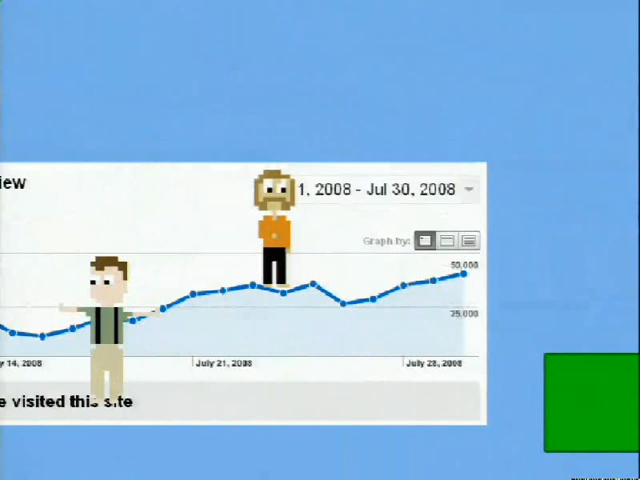 iew
1, 2008 - Jul 30, 2008
Graph by:
50,000
25,000
y 14, 2008
July 21, 2008
July 28, 2008
e visited this site